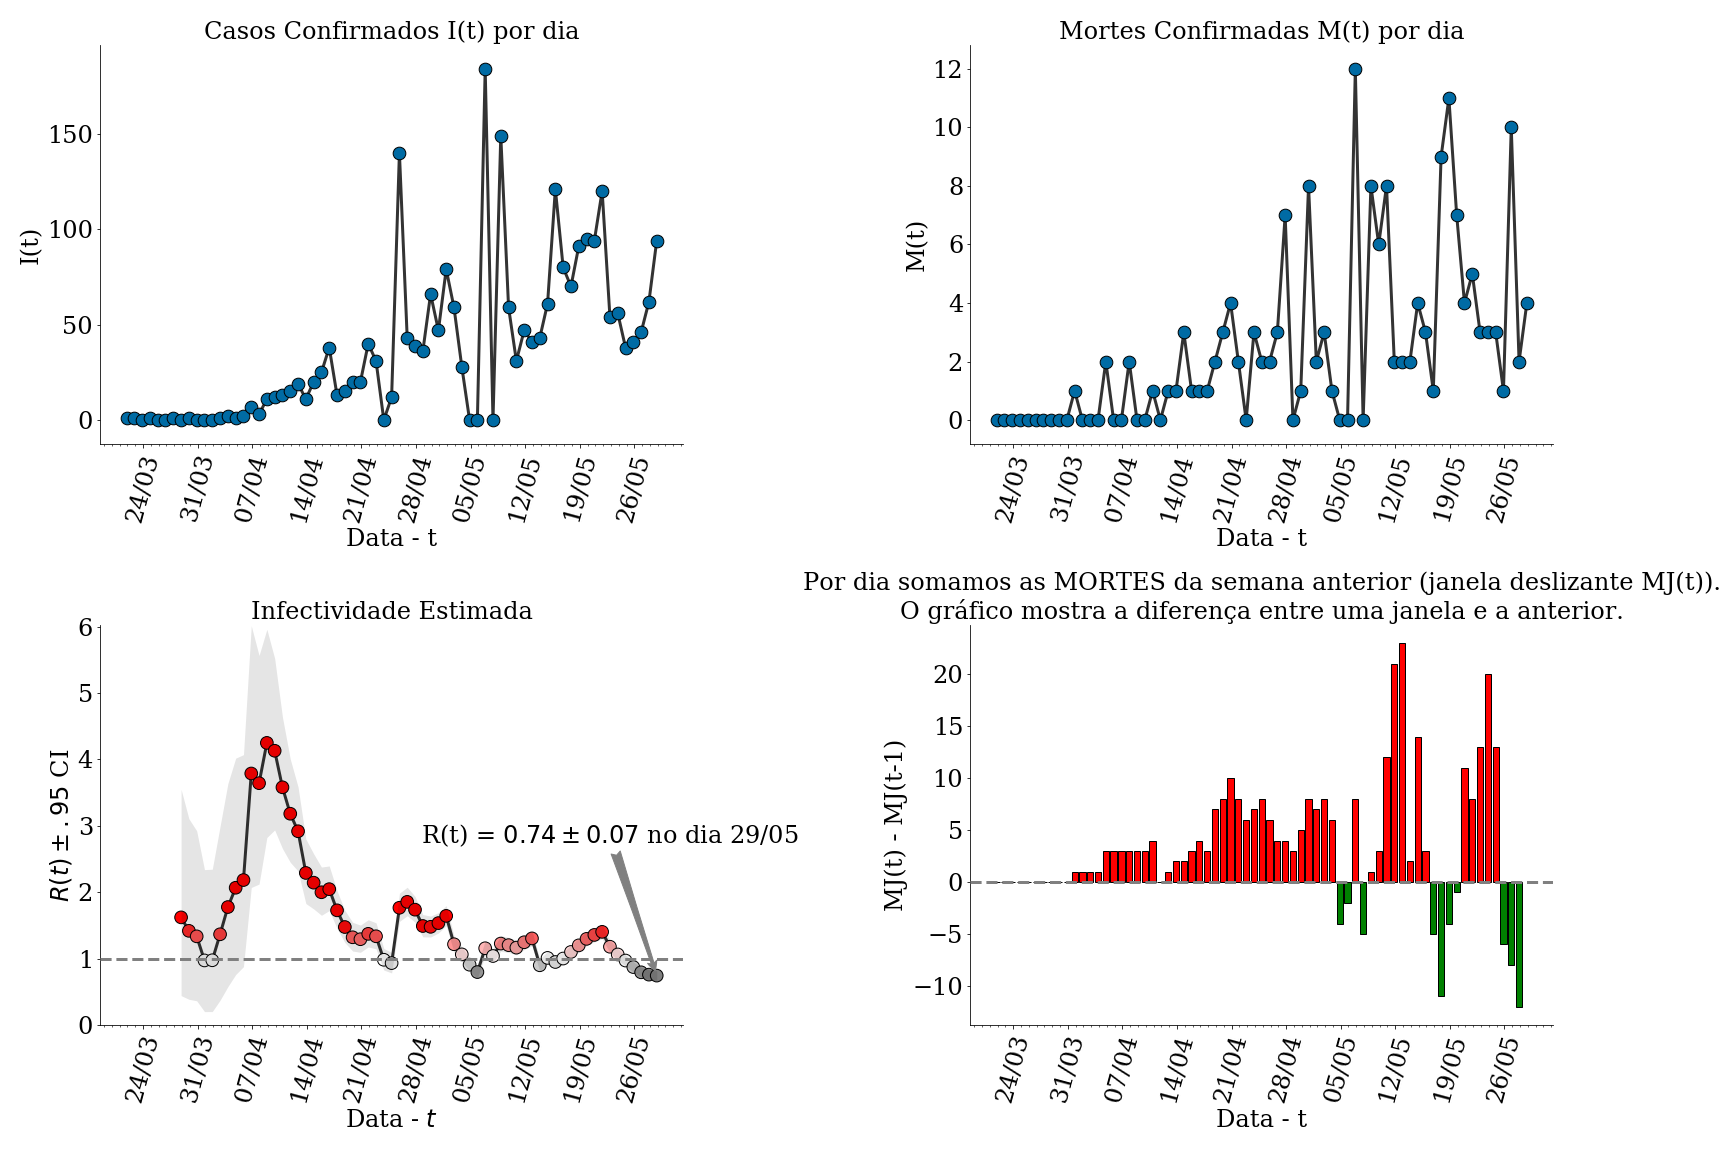 Casos Confirmados I(t) por dia
I(t)
150
100
50
0
24/03 31/03 07/04 14/04 21/04 28/04 05/05 12/05 19/05 26/05
Data - t
Mortes Confirmadas M(t) por dia
M(t)
12
10
8
6
4
2
0
24/03 31/03 07/04 14/04 21/04 28/04 05/05 12/05 19/05 26/05
Data - t
Infectividade Estimada
R(t) ± .95 CI
6
5
4
3
2
1
0
R(t) = 0.74 ± 0.07 no dia 29/05
24/03 31/03 07/04 14/04 21/04 28/04 05/05 12/05 19/05 26/05
Data - t
Por dia somamos as MORTES da semana anterior (janela deslizante MJ(t)).
O gráfico mostra a diferença entre uma janela e a anterior.
MJ(t) - MJ(t-1)
20
15
10
5
0
−5
−10
24/03 31/03 07/04 14/04 21/04 28/04 05/05 12/05 19/05 26/05
Data - t